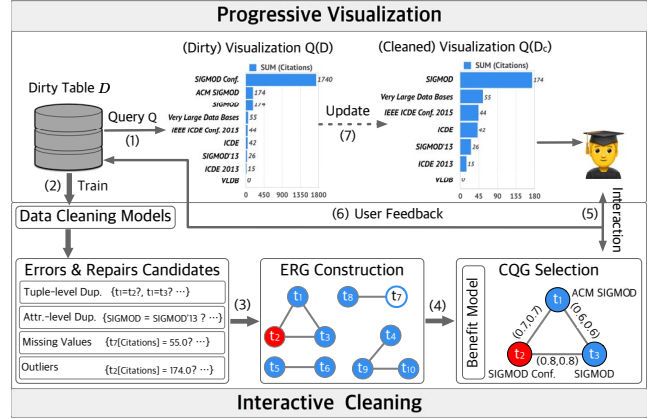 Progressive Visualization
(Dirty) Visualization Q(D)
(Cleaned) Visualization Q(Dc)
SUM (Citations)
SIGMOD Conf.
1740
ACM SIGMOD
174
SIGMOD
174
Very Large Data Bases
55
IEEE ICDE Conf. 2015
44
ICDE
42
SIGMOD'13
26
ICDE 2013
15
VLDB
0
0 450 900 1350 1800
SUM (Citations)
SIGMOD
174
Very Large Data Bases
55
IEEE ICDE Conf. 2015
44
ICDE
42
SIGMOD'13
26
ICDE 2013
15
VLDB
0
0 45 90 135 180
Dirty Table D
Query Q
(1)
Update
(7)
(2)
Train
(6) User Feedback
(5)
Interaction
Data Cleaning Models
Errors & Repairs Candidates
Tuple-level Dup. {t1=t2?, t1=t3? ···}
Attr.-level Dup. {SIGMOD = SIGMOD'13 ? ···}
Missing Values {t7[Citations] = 55.0? ···}
Outliers {t2[Citations] = 174.0? ···}
(3)
ERG Construction
t1
t2
t3
t5
t6
t8
t7
t4
t9
t10
(4)
CQG Selection
Benefit Model
t1
ACM SIGMOD
(0.7,0.7)
(0.6,0.6)
t2
(0.8,0.8)
t3
SIGMOD Conf.
SIGMOD
Interactive Cleaning